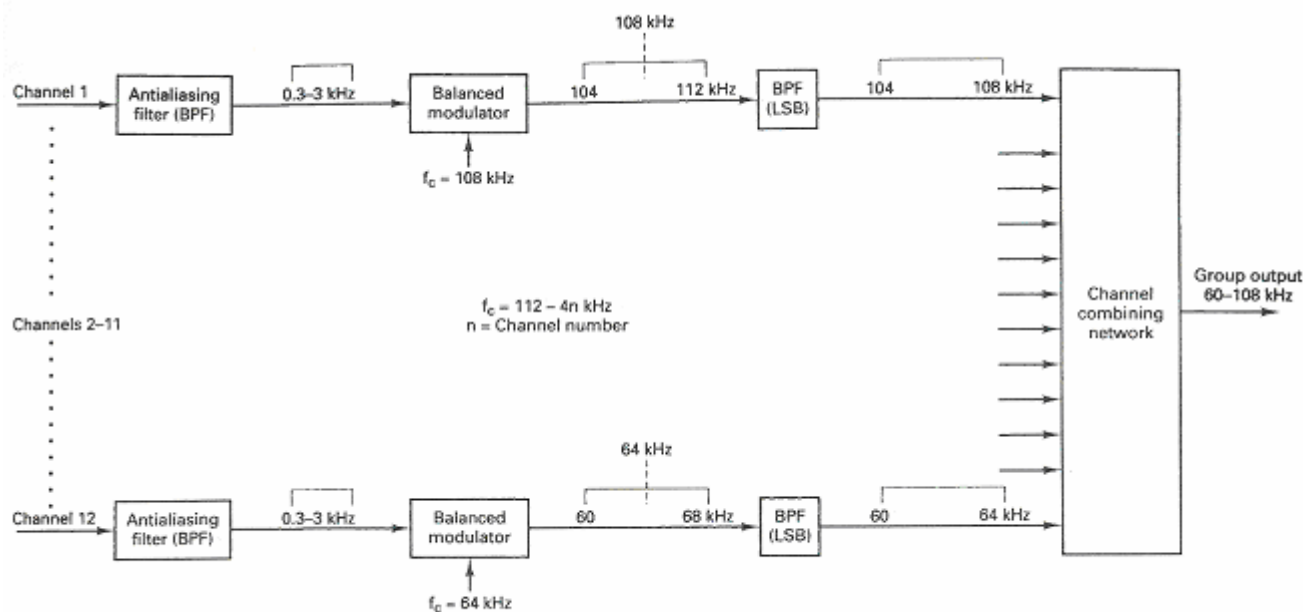 108 kHz
Channel 1
Antialiasing
filter (BPF)
0.3–3 kHz
Balanced
modulator
104
112 kHz
BPF
(LSB)
104
108 kHz
fc = 108 kHz
Channels 2–11
fc = 112 – 4n kHz
n = Channel number
Channel
combining
network
Group output
60–108 kHz
64 kHz
Channel 12
Antialiasing
filter (BPF)
0.3–3 kHz
Balanced
modulator
60
68 kHz
BPF
(LSB)
60
64 kHz
fc = 64 kHz